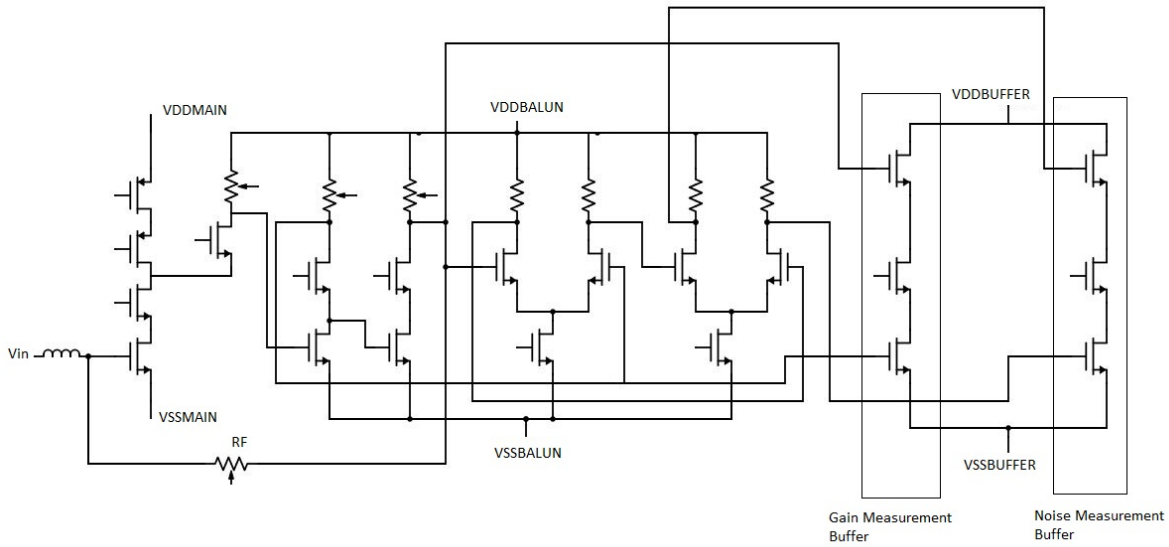 VDDMAIN
VDDBALUN
VDDBUFFER
Vin
VSSMAIN
RF
VSSBALUN
VSSBUFFER
Gain Measurement
Buffer
Noise Measurement
Buffer